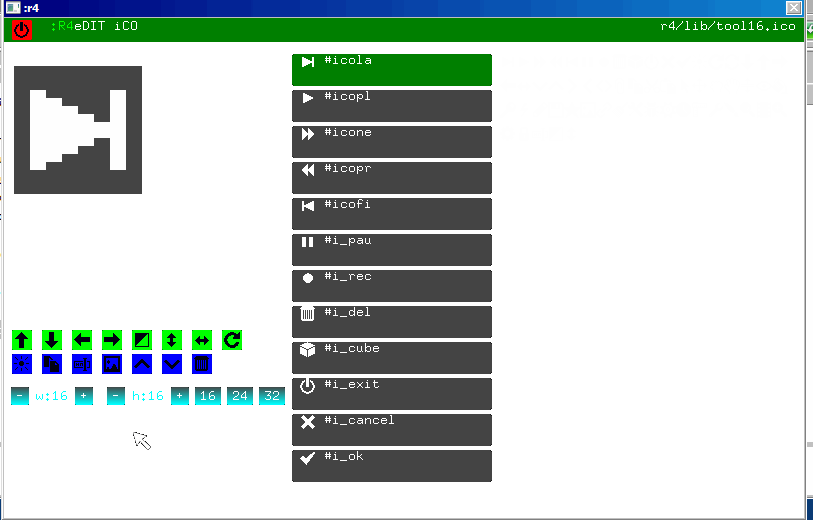 :r4
:R4eDIT iCO r4/lib/tool16.ico
#icola
#icopl
#icone
#icopr
#icofi
#i_pau
#i_rec
#i_del
#i_cube
#i_exit
#i_cancel
#i_ok
- w:16 + - h:16 + 16 24 32